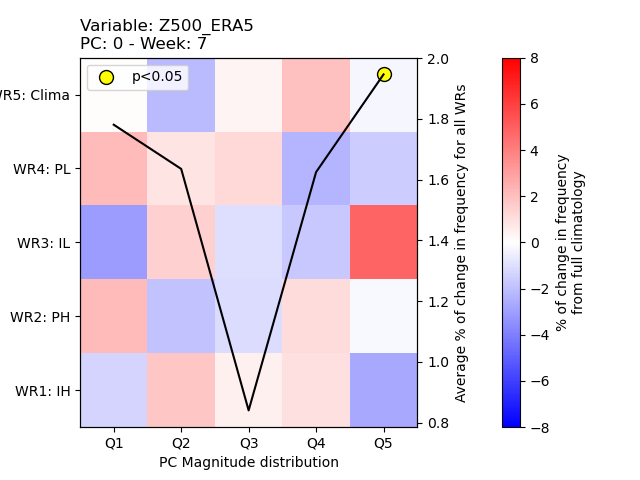 Variable: Z500_ERA5
PC: 0 - Week: 7
p<0.05
WR5: Clima
WR4: PL
WR3: IL
WR2: PH
WR1: IH
Q1 Q2 Q3 Q4 Q5
PC Magnitude distribution
2.0
1.8
1.6
1.4
1.2
1.0
0.8
Average % of change in frequency for all WRs
8
6
4
2
0
−2
−4
−6
−8
% of change in frequency
from full climatology